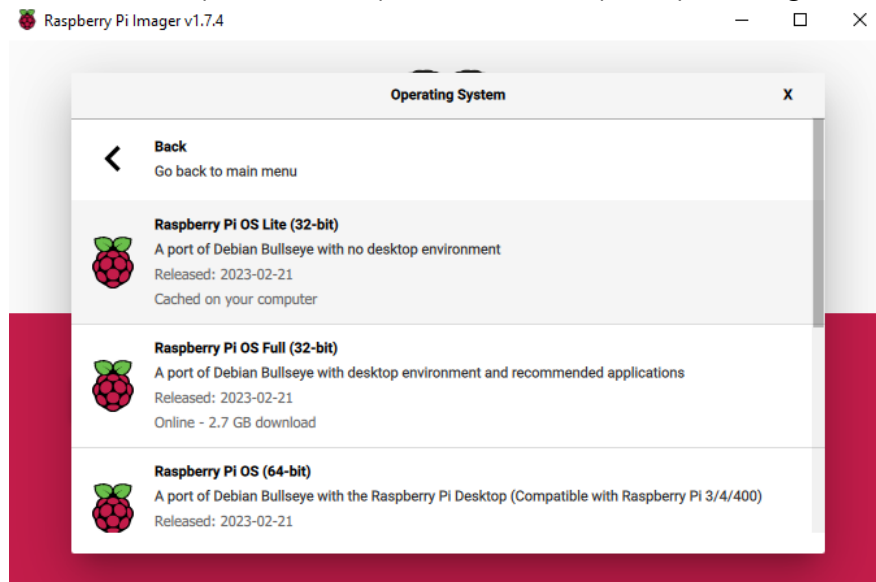 Raspberry Pi Imager v1.7.4
Operating System
X
Back
Go back to main menu
Raspberry Pi OS Lite (32-bit)
A port of Debian Bullseye with no desktop environment
Released: 2023-02-21
Cached on your computer
Raspberry Pi OS Full (32-bit)
A port of Debian Bullseye with desktop environment and recommended applications
Released: 2023-02-21
Online - 2.7 GB download
Raspberry Pi OS (64-bit)
A port of Debian Bullseye with the Raspberry Pi Desktop (Compatible with Raspberry Pi 3/4/400)
Released: 2023-02-21